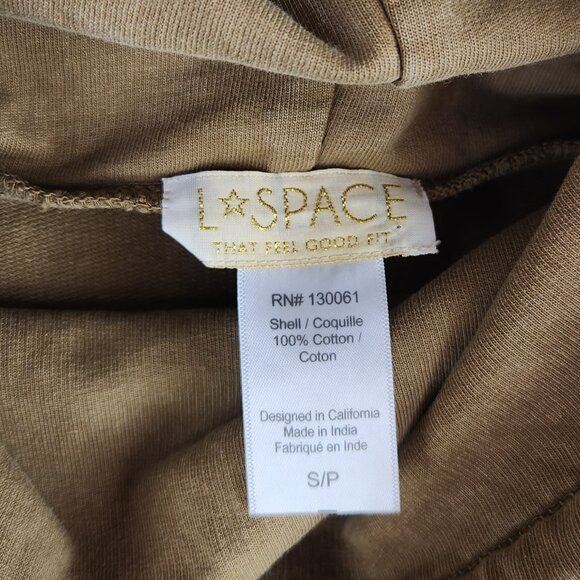 L☆SPACE
THAT FEEL GOOD FIT.
RN# 130061
Shell / Coquille
100% Cotton /
Coton
Designed in California
Made in India
Fabriqué en Inde
S/P